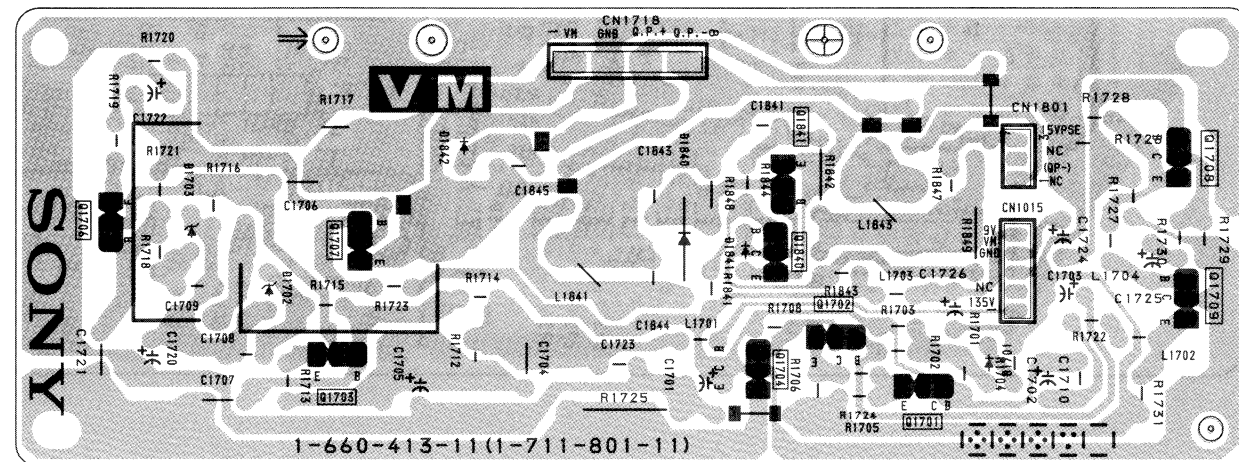 CN1718
1 VM GND Q.P.+ Q.P.- 8
R1720
R1719
C1722
R1717
VM
C1841
Q1841
CN1801
R1728
15VPSE
NC
(QP-)
NC
3
1
R1726
B C E
Q1708
R1721
D1703
R1716
D1842
C1843
D1840
E
R1844
B
R1842
R1847
R1848
C1845
C1706
CN1015
R1727
SONY
Q1706
E
B
R1718
Q1707
B
E
L1843
R1849
9V
VM
GND
NC
135V
C1724
R1729
D1841
R1841
B C E
Q1840
D1702
R1715
R1723
R1714
L1841
R1843
L1703
C1726
C1703
L1704
C1725
B C E
Q1709
C1709
C1708
C1844
L1701
R1708
Q1702
R1703
R1701
R1722
L1702
C1721
C1720
E B
Q1703
R1713
C1705
R1712
C1704
C1723
C1701
B C E
Q1704
R1706
E C B
R1702
C1702
C1710
R1731
C1707
R1725
R1724
R1705
E C B
Q1701
1-660-413-11(1-711-801-11)